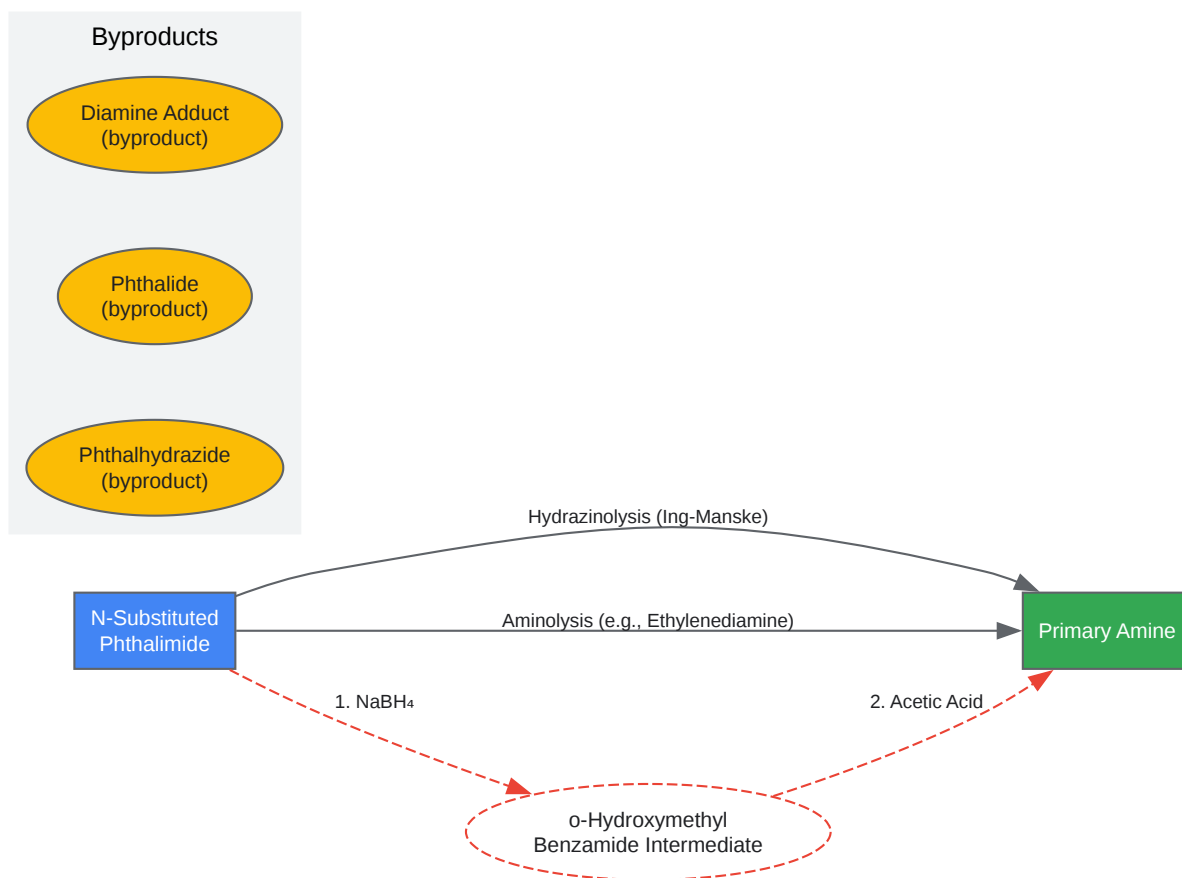 Byproducts
Diamine Adduct
(byproduct)
Phthalide
(byproduct)
Phthalhydrazide
(byproduct)
Hydrazinolysis (Ing-Manske)
N-Substituted
Phthalimide
Aminolysis (e.g., Ethylenediamine)
Primary Amine
1. NaBH₄
2. Acetic Acid
o-Hydroxymethyl
Benzamide Intermediate